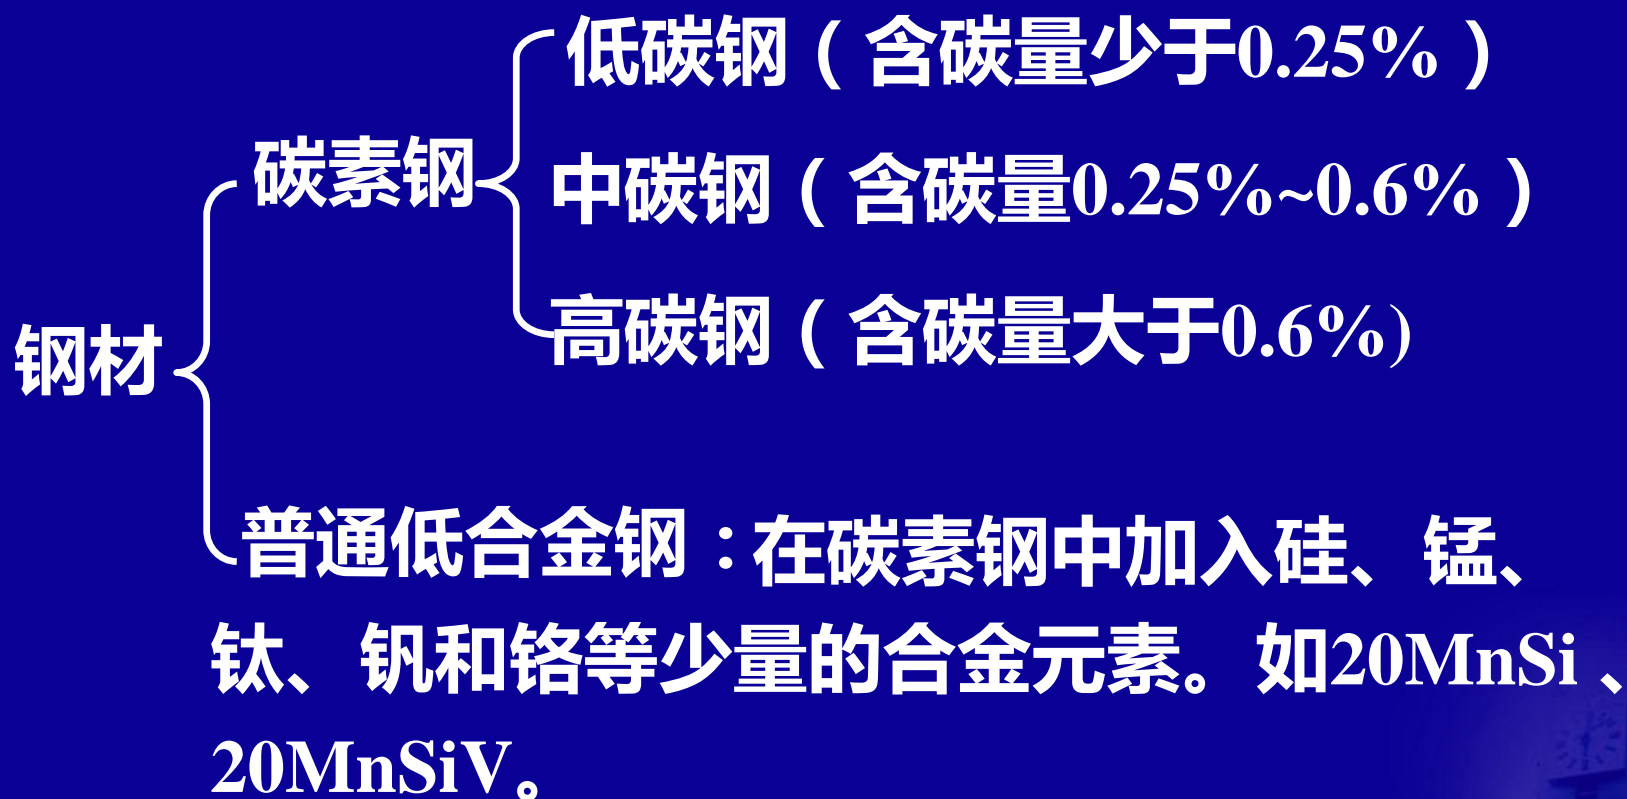 低碳钢（含碳量少于0.25%）
碳素钢
中碳钢（含碳量0.25%~0.6%）
高碳钢（含碳量大于0.6%)
钢材
普通低合金钢：在碳素钢中加入硅、锰、
钛、钒和铬等少量的合金元素。如20MnSi、
20MnSiV。